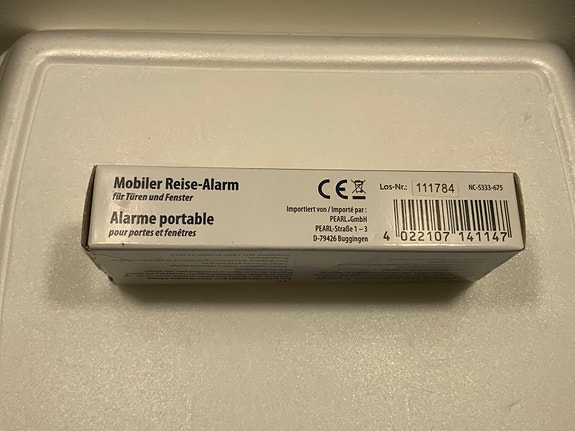 Mobiler Reise-Alarm
für Türen und Fenster
Alarme portable
pour portes et fenêtres
CE
Importiert von / Importé par :
PEARL.GmbH
PEARL-Straße 1 – 3
D-79426 Buggingen
Los-Nr.: 111784
NC-5333-675
4 022107 141147